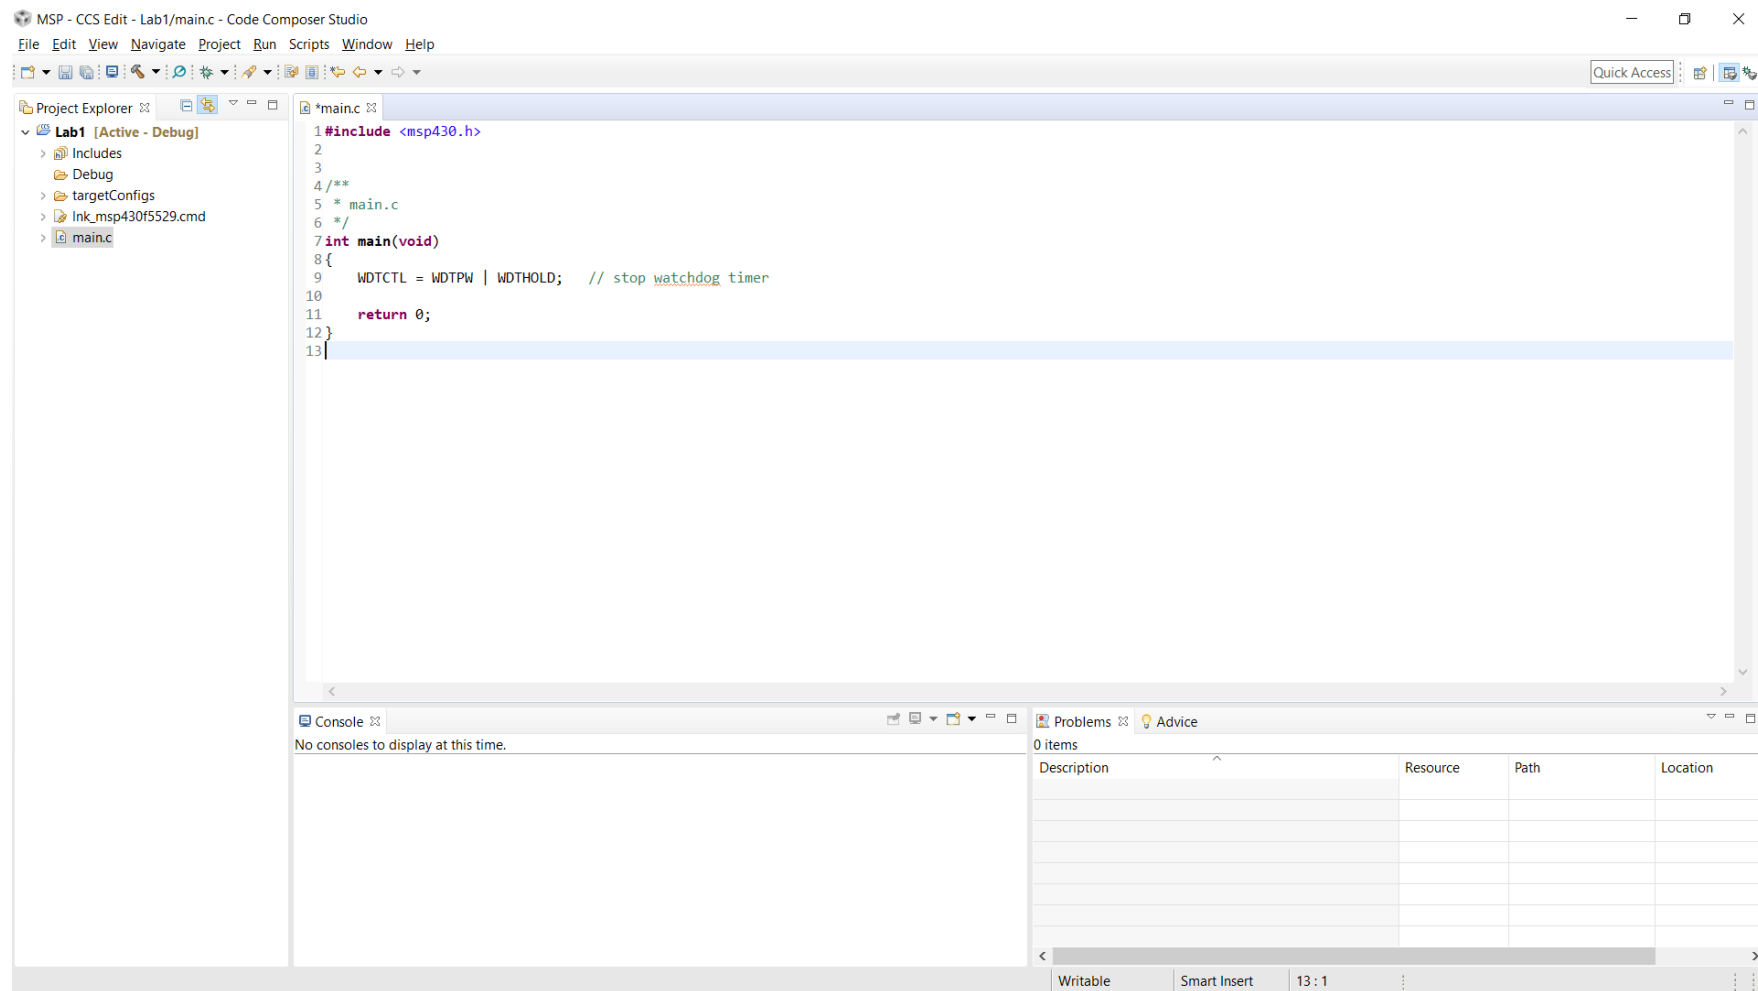 MSP - CCS Edit - Lab1/main.c - Code Composer Studio
File Edit View Navigate Project Run Scripts Window Help
Quick Access
Project Explorer
Lab1 [Active - Debug]
Includes
Debug
targetConfigs
lnk_msp430f5529.cmd
main.c
*main.c
1 #include <msp430.h>
2
3
4 /**
5 * main.c
6 */
7 int main(void)
8 {
9 WDTCTL = WDTPW | WDTHOLD; // stop watchdog timer
10
11 return 0;
12 }
13
Console
No consoles to display at this time.
Problems Advice
0 items
Description Resource Path Location
Writable Smart Insert 13 : 1